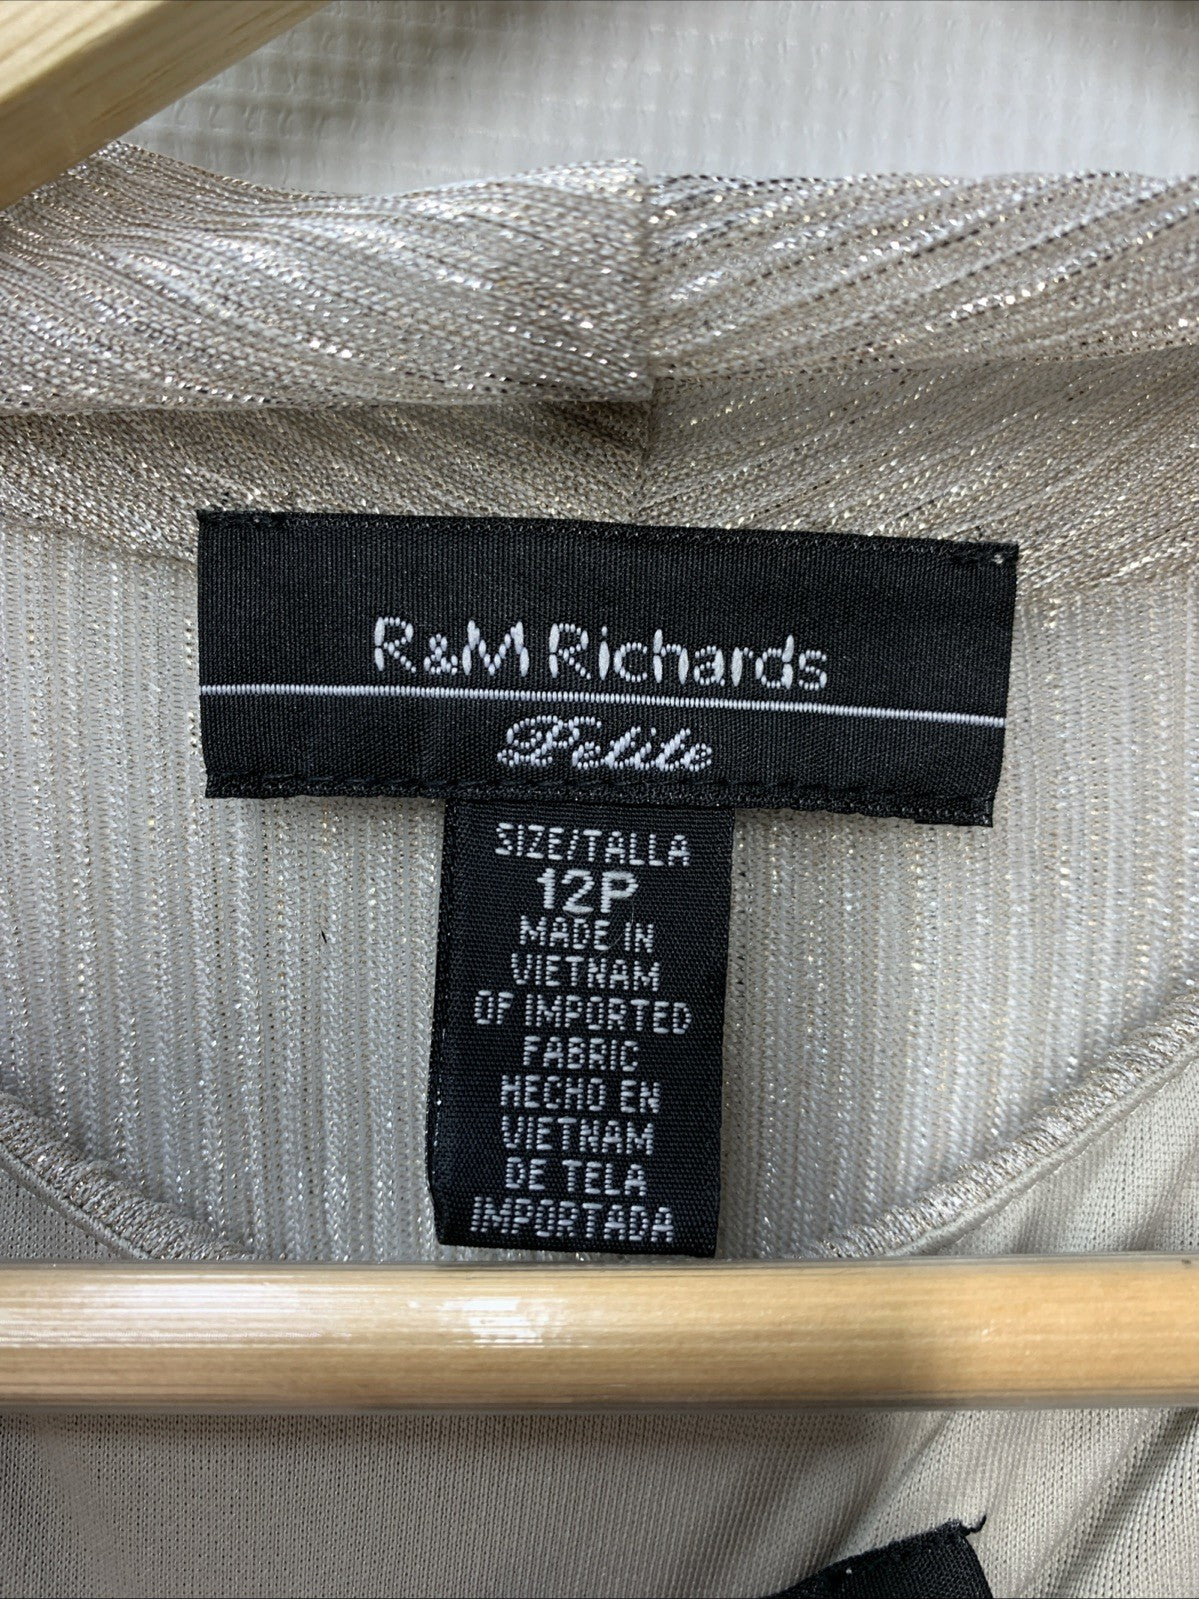 R&M Richards
Petite
SIZE/TALLA
12P
MADE IN
VIETNAM
OF IMPORTED
FABRIC
HECHO EN
VIETNAM
DE TELA
IMPORTADA